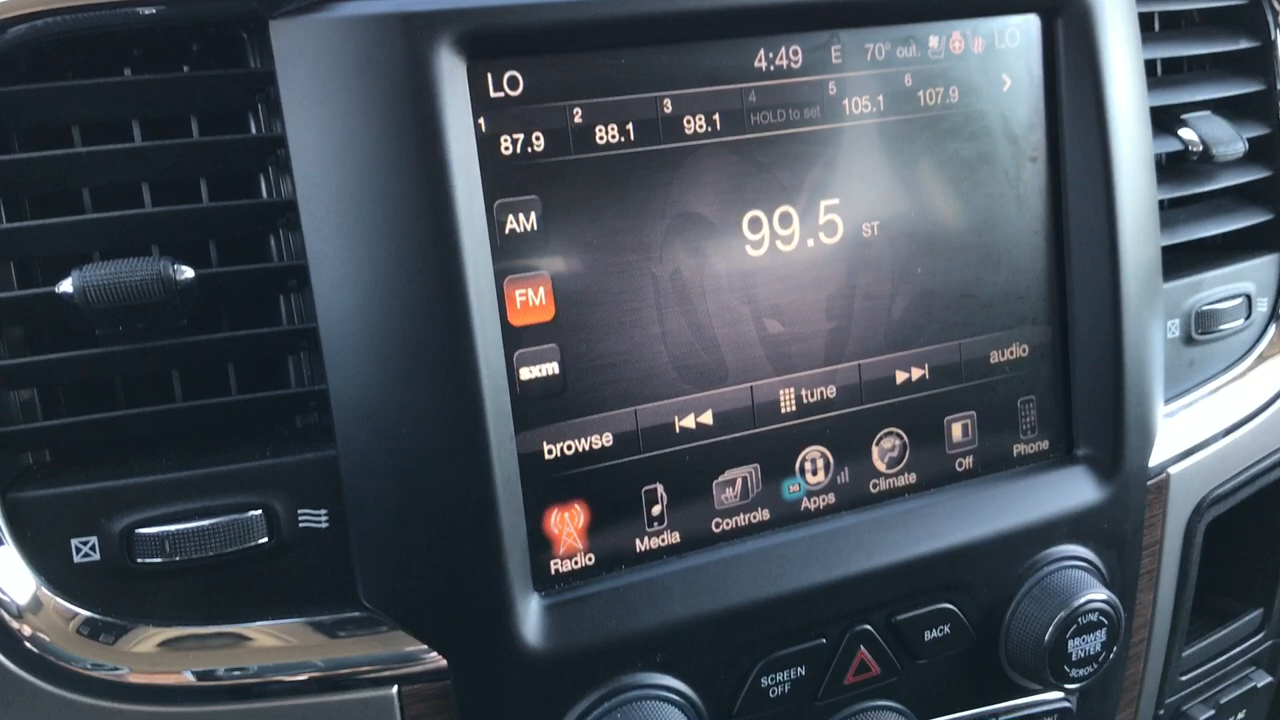 LO 4:49 E 70° out. LO
1 87.9 2 88.1 3 98.1 4 HOLD to set 5 105.1 6 107.9
AM
99.5 ST
FM
sxm
browse tune audio
Radio Media Controls 3G Apps Climate Off Phone
SCREEN OFF
BACK
TUNE
BROWSE
ENTER
SCROLL